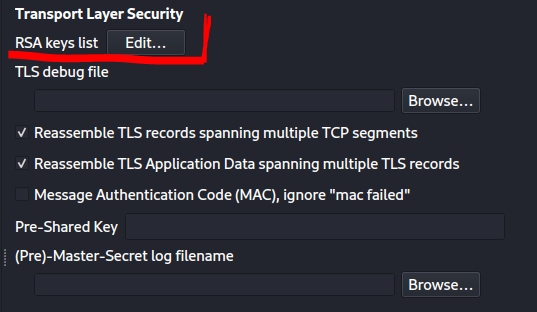 Transport Layer Security
RSA keys list Edit...
TLS debug file
Browse...
Reassemble TLS records spanning multiple TCP segments
Reassemble TLS Application Data spanning multiple TLS records
Message Authentication Code (MAC), ignore "mac failed"
Pre-Shared Key
(Pre)-Master-Secret log filename
Browse...